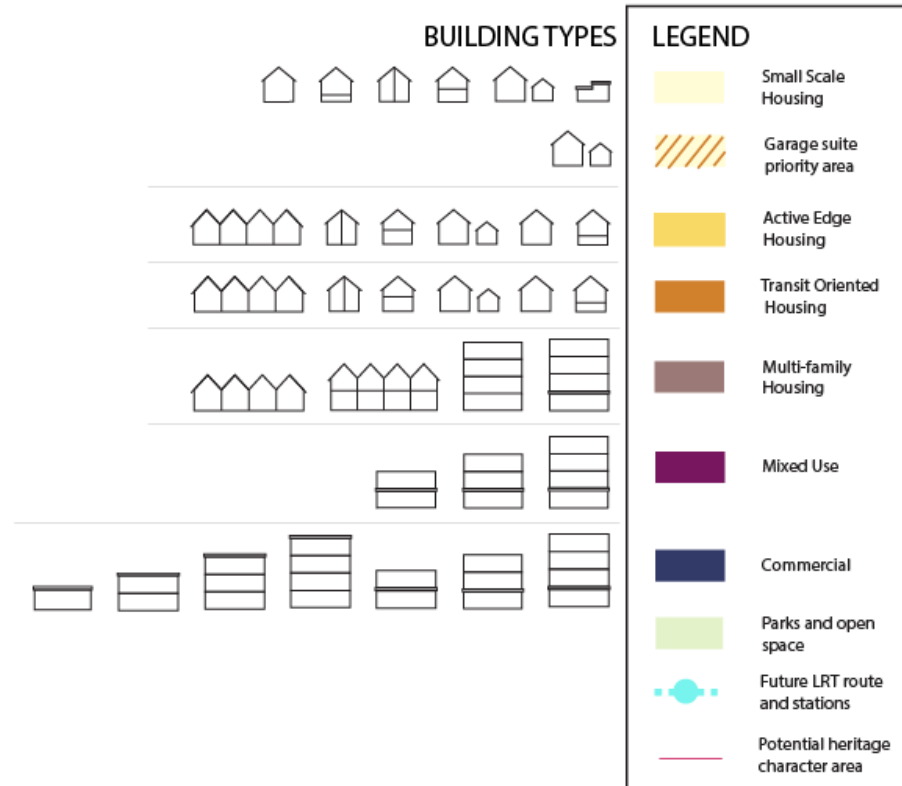 BUILDING TYPES
LEGEND
Small Scale
Housing
Garage suite
priority area
Active Edge
Housing
Transit Oriented
Housing
Multi-family
Housing
Mixed Use
Commercial
Parks and open
space
Future LRT route
and stations
Potential heritage
character area